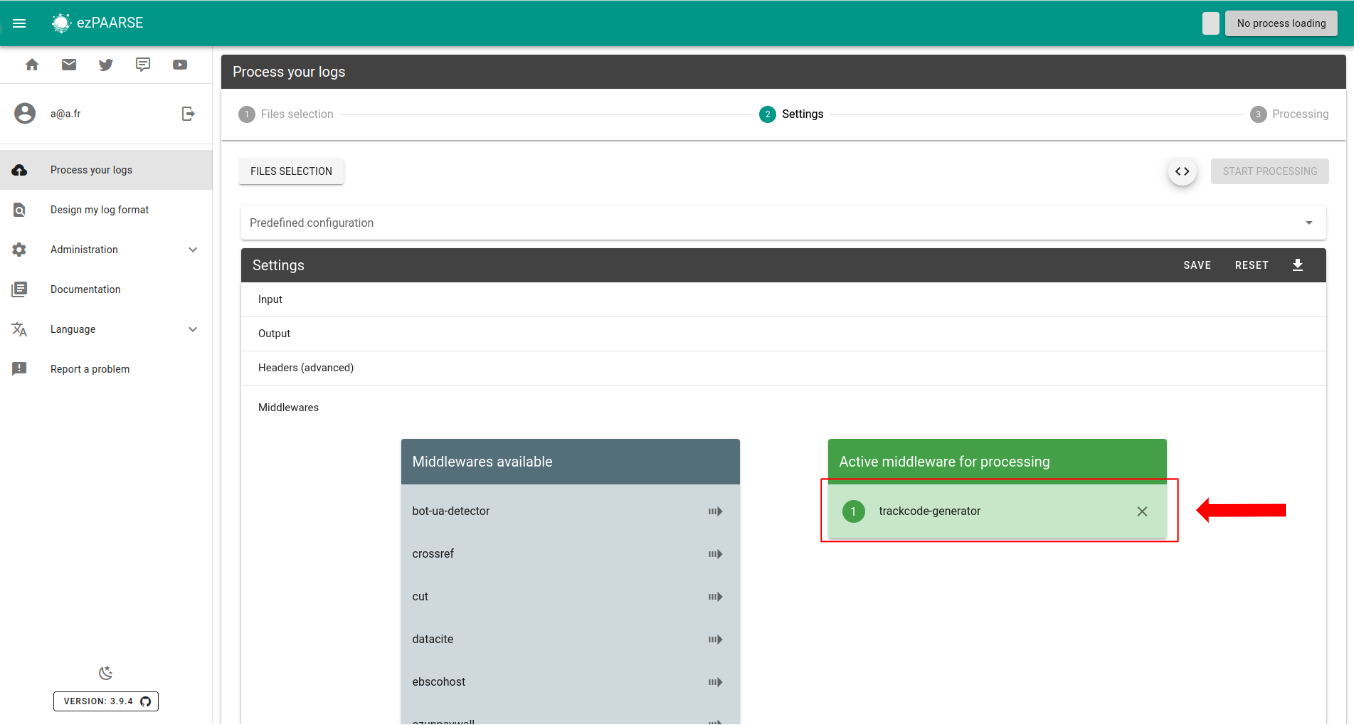 ezPAARSE
No process loading
a@a.fr
Process your logs
Design my log format
Administration
Documentation
Language
Report a problem
VERSION: 3.9.4
Process your logs
1 Files selection
2 Settings
3 Processing
FILES SELECTION
START PROCESSING
Predefined configuration
Settings
SAVE
RESET
Input
Output
Headers (advanced)
Middlewares
Middlewares available
bot-ua-detector
crossref
cut
datacite
ebscohost
ezunpaywall
Active middleware for processing
1 trackcode-generator